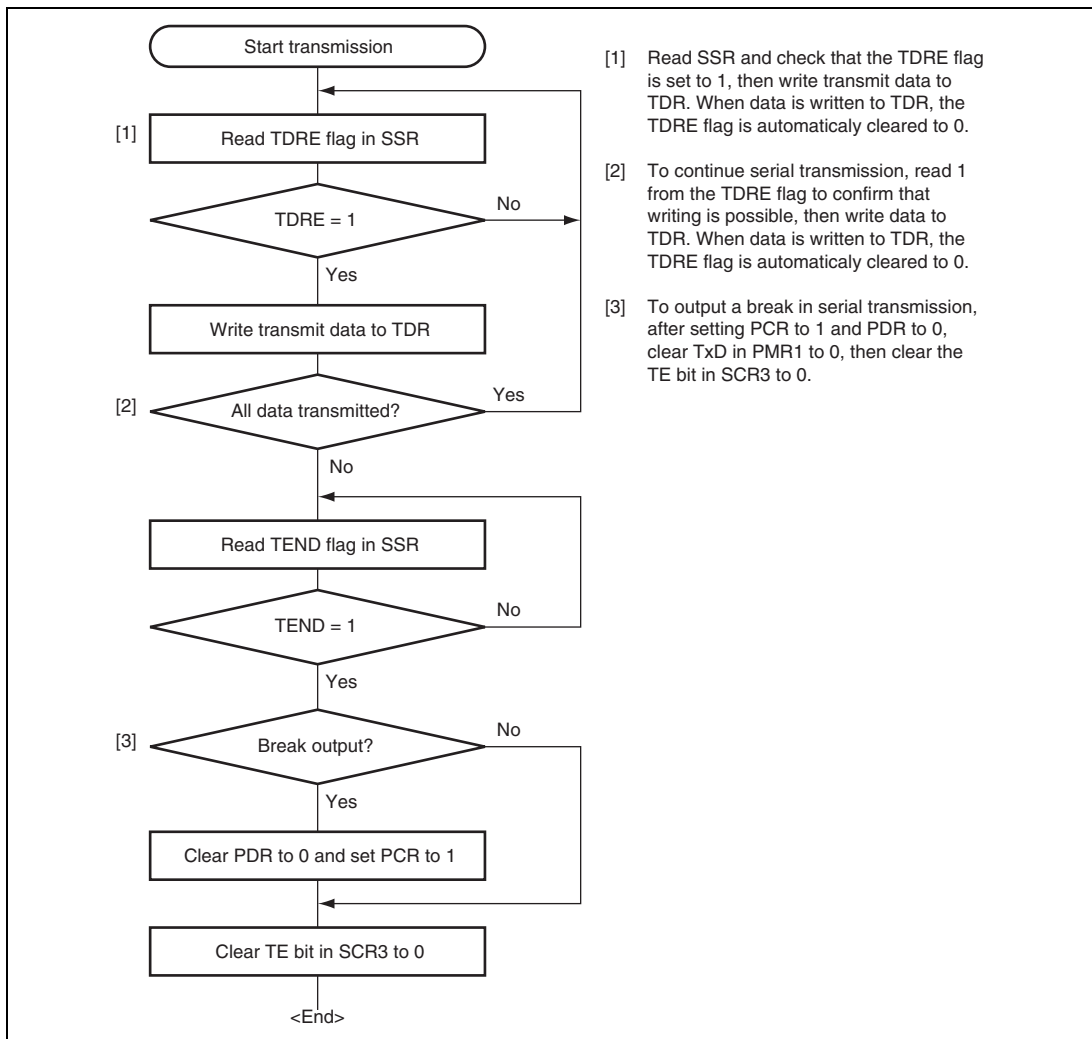 Start transmission
[1]
Read TDRE flag in SSR
TDRE = 1
No
Yes
Write transmit data to TDR
[2]
All data transmitted?
Yes
No
Read TEND flag in SSR
TEND = 1
No
Yes
[3]
Break output?
No
Yes
Clear PDR to 0 and set PCR to 1
Clear TE bit in SCR3 to 0
<End>
[1] Read SSR and check that the TDRE flag
is set to 1, then write transmit data to
TDR. When data is written to TDR, the
TDRE flag is automaticaly cleared to 0.
[2] To continue serial transmission, read 1
from the TDRE flag to confirm that
writing is possible, then write data to
TDR. When data is written to TDR, the
TDRE flag is automaticaly cleared to 0.
[3] To output a break in serial transmission,
after setting PCR to 1 and PDR to 0,
clear TxD in PMR1 to 0, then clear the
TE bit in SCR3 to 0.